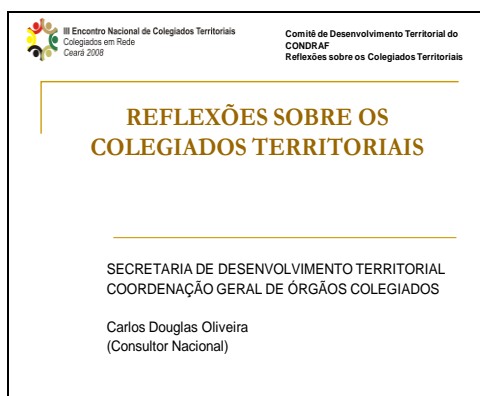 III Encontro Nacional de Colegiados Territoriais
Colegiados em Rede
Ceará 2008
Comitê de Desenvolvimento Territorial do
CONDRAF
Reflexões sobre os Colegiados Territoriais
REFLEXÕES SOBRE OS
COLEGIADOS TERRITORIAIS
SECRETARIA DE DESENVOLVIMENTO TERRITORIAL
COORDENAÇÃO GERAL DE ÓRGÃOS COLEGIADOS
Carlos Douglas Oliveira
(Consultor Nacional)